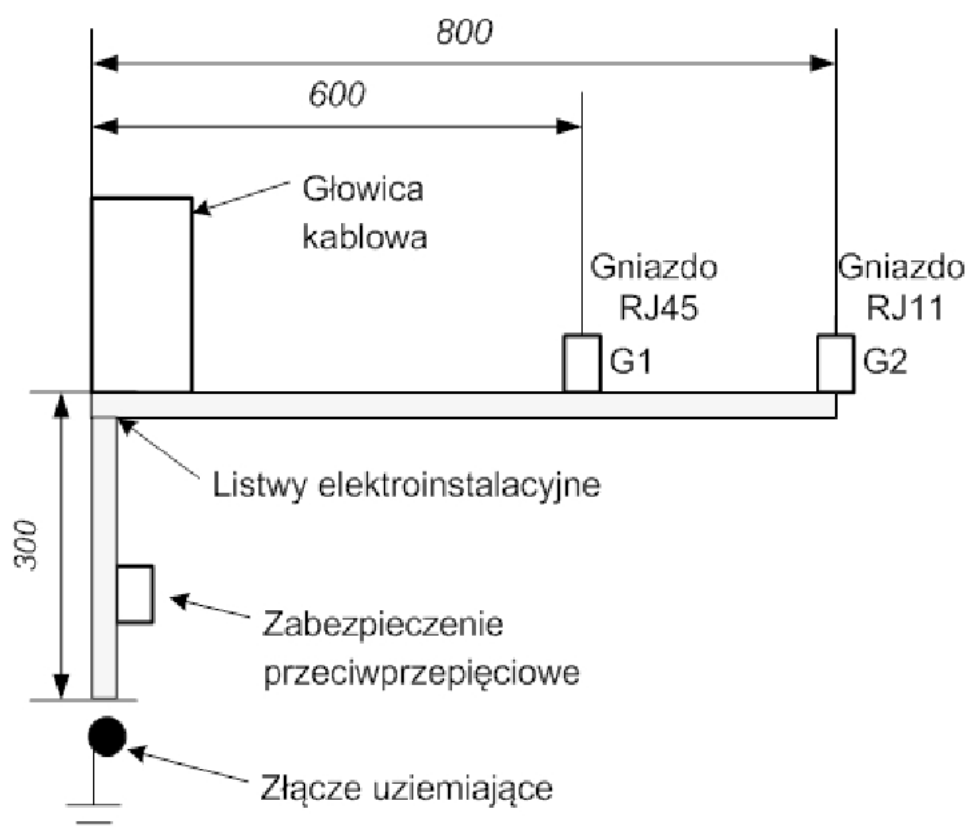 800
600
Głowica
kablowa
Gniazdo
RJ45
G1
Gniazdo
RJ11
G2
Listwy elektroinstalacyjne
300
Zabezpieczenie
przeciwprzepięciowe
Złącze uziemiające